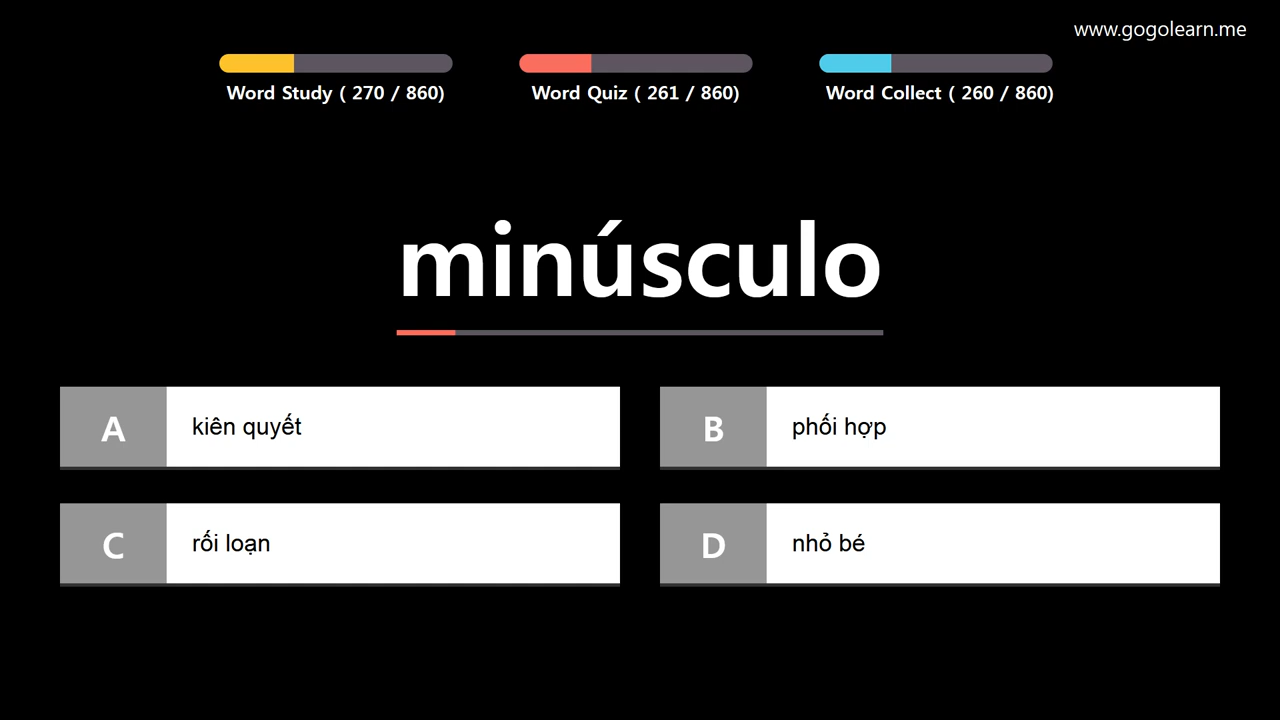 www.gogolearn.me
Word Study ( 270 / 860)
Word Quiz ( 261 / 860)
Word Collect ( 260 / 860)
minúsculo
A
kiên quyết
B
phối hợp
C
rối loạn
D
nhỏ bé